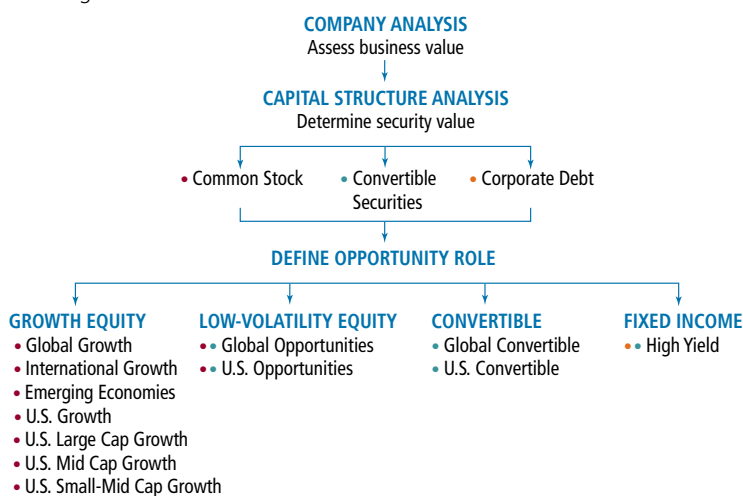 COMPANY ANALYSIS
Assess business value
CAPITAL STRUCTURE ANALYSIS
Determine security value
• Common Stock
• Convertible
Securities
• Corporate Debt
DEFINE OPPORTUNITY ROLE
GROWTH EQUITY
• Global Growth
• International Growth
• Emerging Economies
• U.S. Growth
• U.S. Large Cap Growth
• U.S. Mid Cap Growth
• U.S. Small-Mid Cap Growth
LOW-VOLATILITY EQUITY
•• Global Opportunities
•• U.S. Opportunities
CONVERTIBLE
• Global Convertible
• U.S. Convertible
FIXED INCOME
•• High Yield